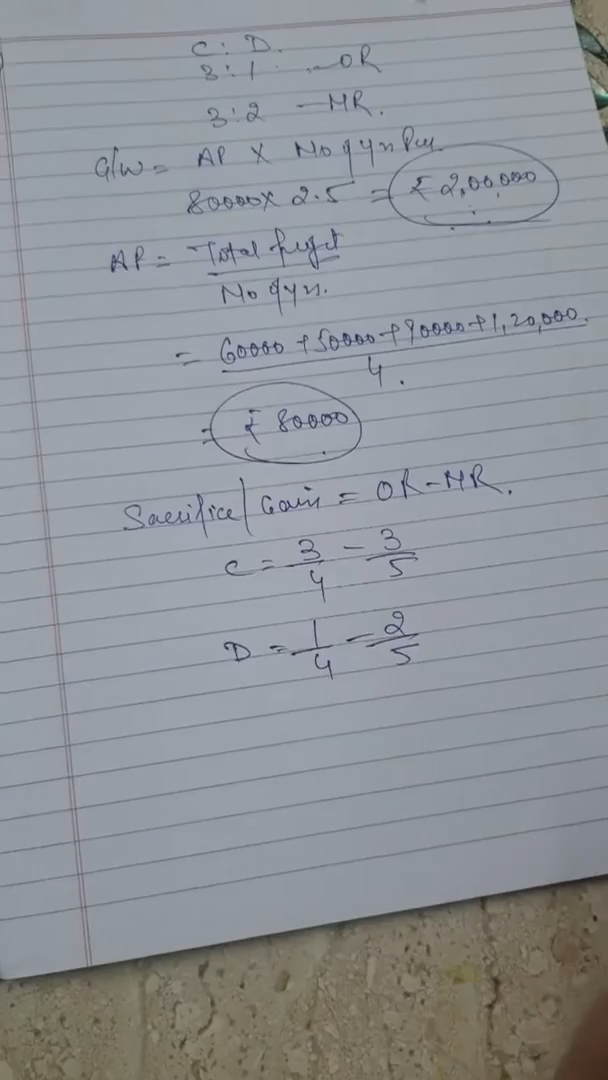 C : D.
3 : 1 — OR
3 : 2 — NR.
G/W = AP X No of yrs Pur.
80000 X 2.5 = ₹ 2,00,000
AP = Total profit
No of yrs.
= 60000 + 50000 + 90000 + 1,20,000.
4.
= ₹ 80000
Sacrifice / Gain = OR - NR.
C = 3/4 - 3/5
D = 1/4 - 2/5